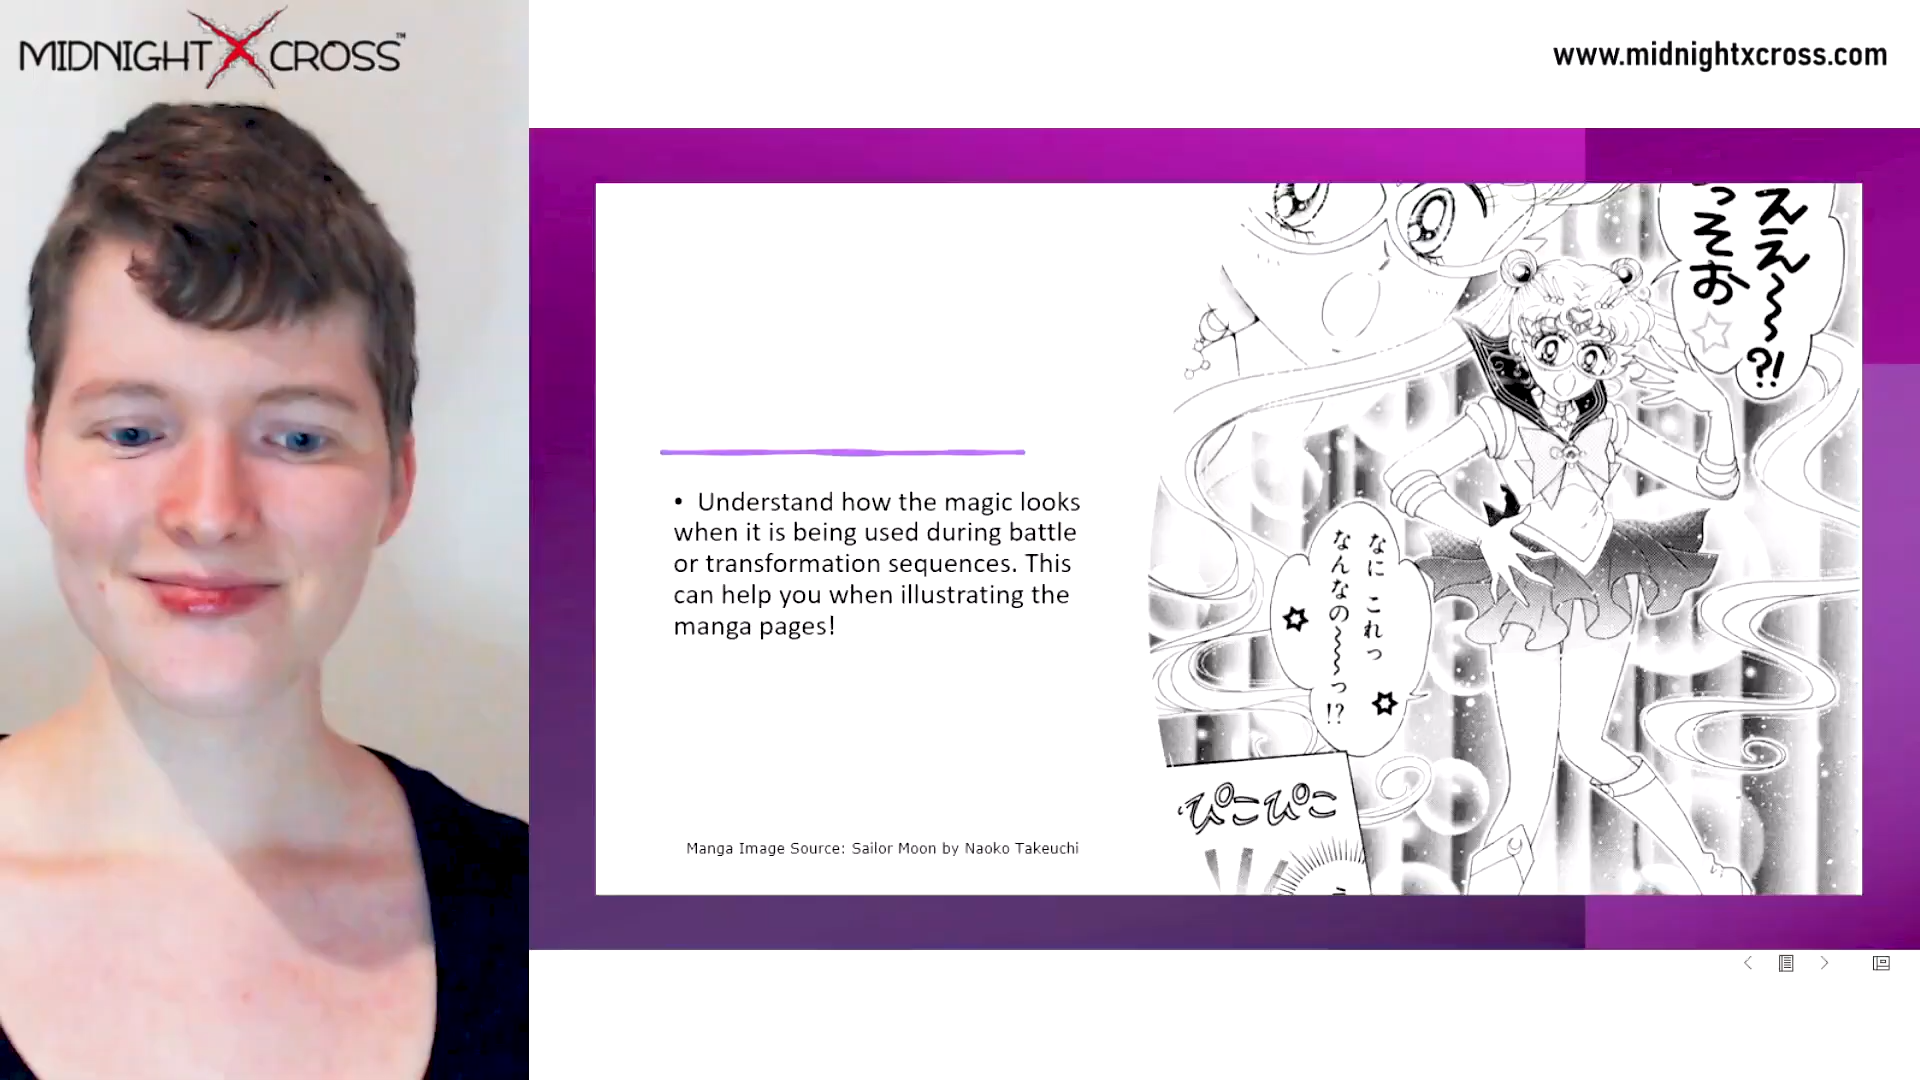 MIDNIGHT CROSS™
www.midnightxcross.com
• Understand how the magic looks
when it is being used during battle
or transformation sequences. This
can help you when illustrating the
manga pages!
Manga Image Source: Sailor Moon by Naoko Takeuchi
ええ〜〜?!
っそお☆
なに これっ
なんなの〜〜〜っ!?
ぴこぴこ